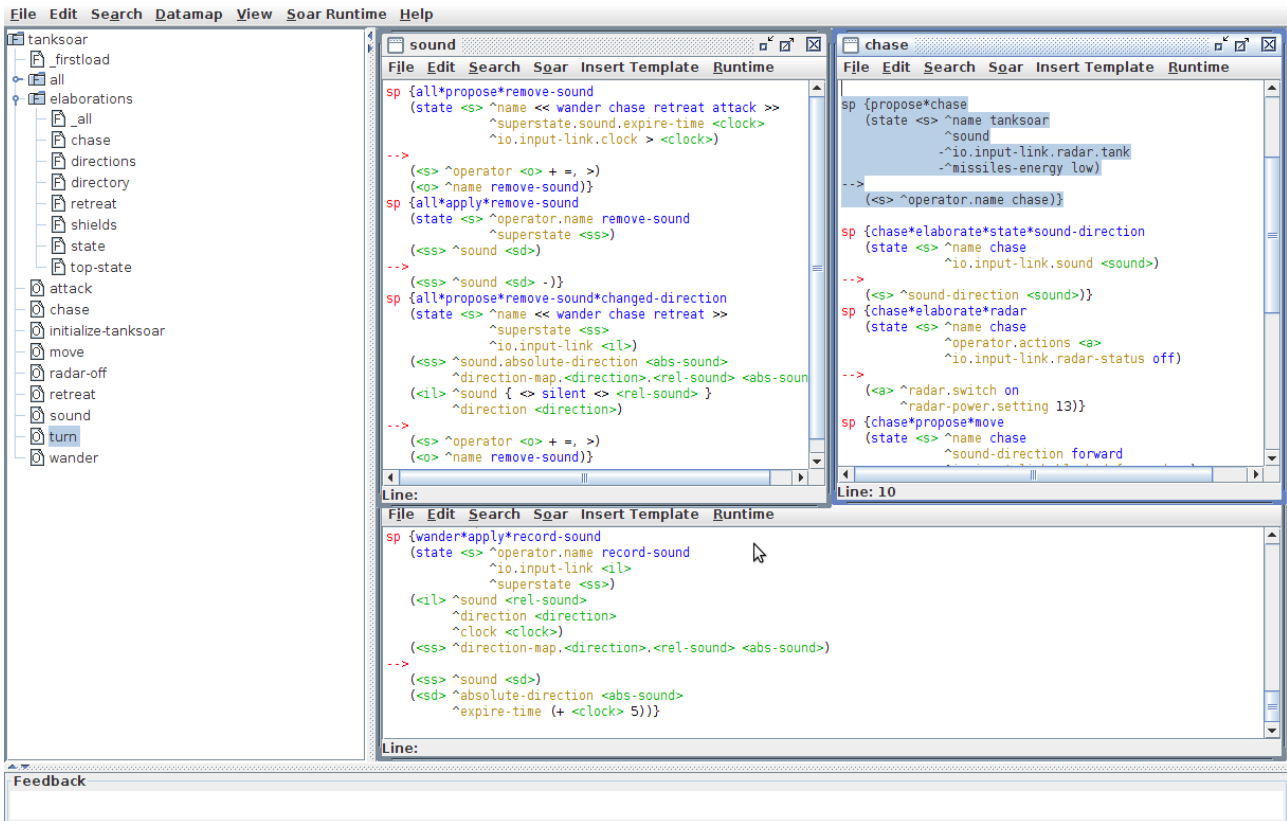 File Edit Search Datamap View Soar Runtime Help
tanksoar
_firstload
all
elaborations
_all
chase
directions
directory
retreat
shields
state
top-state
attack
chase
initialize-tanksoar
move
radar-off
retreat
sound
turn
wander
sound
File Edit Search Soar Insert Template Runtime
sp {all*propose*remove-sound
(state <s> ^name << wander chase retreat attack >>
^superstate.sound.expire-time <clock>
^io.input-link.clock > <clock>)
-->
(<s> ^operator <o> + =, >)
(<o> ^name remove-sound)}
sp {all*apply*remove-sound
(state <s> ^operator.name remove-sound
^superstate <ss>)
(<ss> ^sound <sd>)
-->
(<ss> ^sound <sd> -)}
sp {all*propose*remove-sound*changed-direction
(state <s> ^name << wander chase retreat >>
^superstate <ss>
^io.input-link <il>)
(<ss> ^sound.absolute-direction <abs-sound>
^direction-map.<direction>.<rel-sound> <abs-soun
(<il> ^sound { <> silent <> <rel-sound> }
^direction <direction>)
-->
(<s> ^operator <o> + =, >)
(<o> ^name remove-sound)}
Line:
chase
File Edit Search Soar Insert Template Runtime
sp {propose*chase
(state <s> ^name tanksoar
^sound
-^io.input-link.radar.tank
-^missiles-energy low)
-->
(<s> ^operator.name chase)}
sp {chase*elaborate*state*sound-direction
(state <s> ^name chase
^io.input-link.sound <sound>)
-->
(<s> ^sound-direction <sound>)}
sp {chase*elaborate*radar
(state <s> ^name chase
^operator.actions <a>
^io.input-link.radar-status off)
-->
(<a> ^radar.switch on
^radar-power.setting 13)}
sp {chase*propose*move
(state <s> ^name chase
^sound-direction forward
Line: 10
File Edit Search Soar Insert Template Runtime
sp {wander*apply*record-sound
(state <s> ^operator.name record-sound
^io.input-link <il>
^superstate <ss>)
(<il> ^sound <rel-sound>
^direction <direction>
^clock <clock>)
(<ss> ^direction-map.<direction>.<rel-sound> <abs-sound>)
-->
(<ss> ^sound <sd>)
(<sd> ^absolute-direction <abs-sound>
^expire-time (+ <clock> 5))}
Line:
Feedback